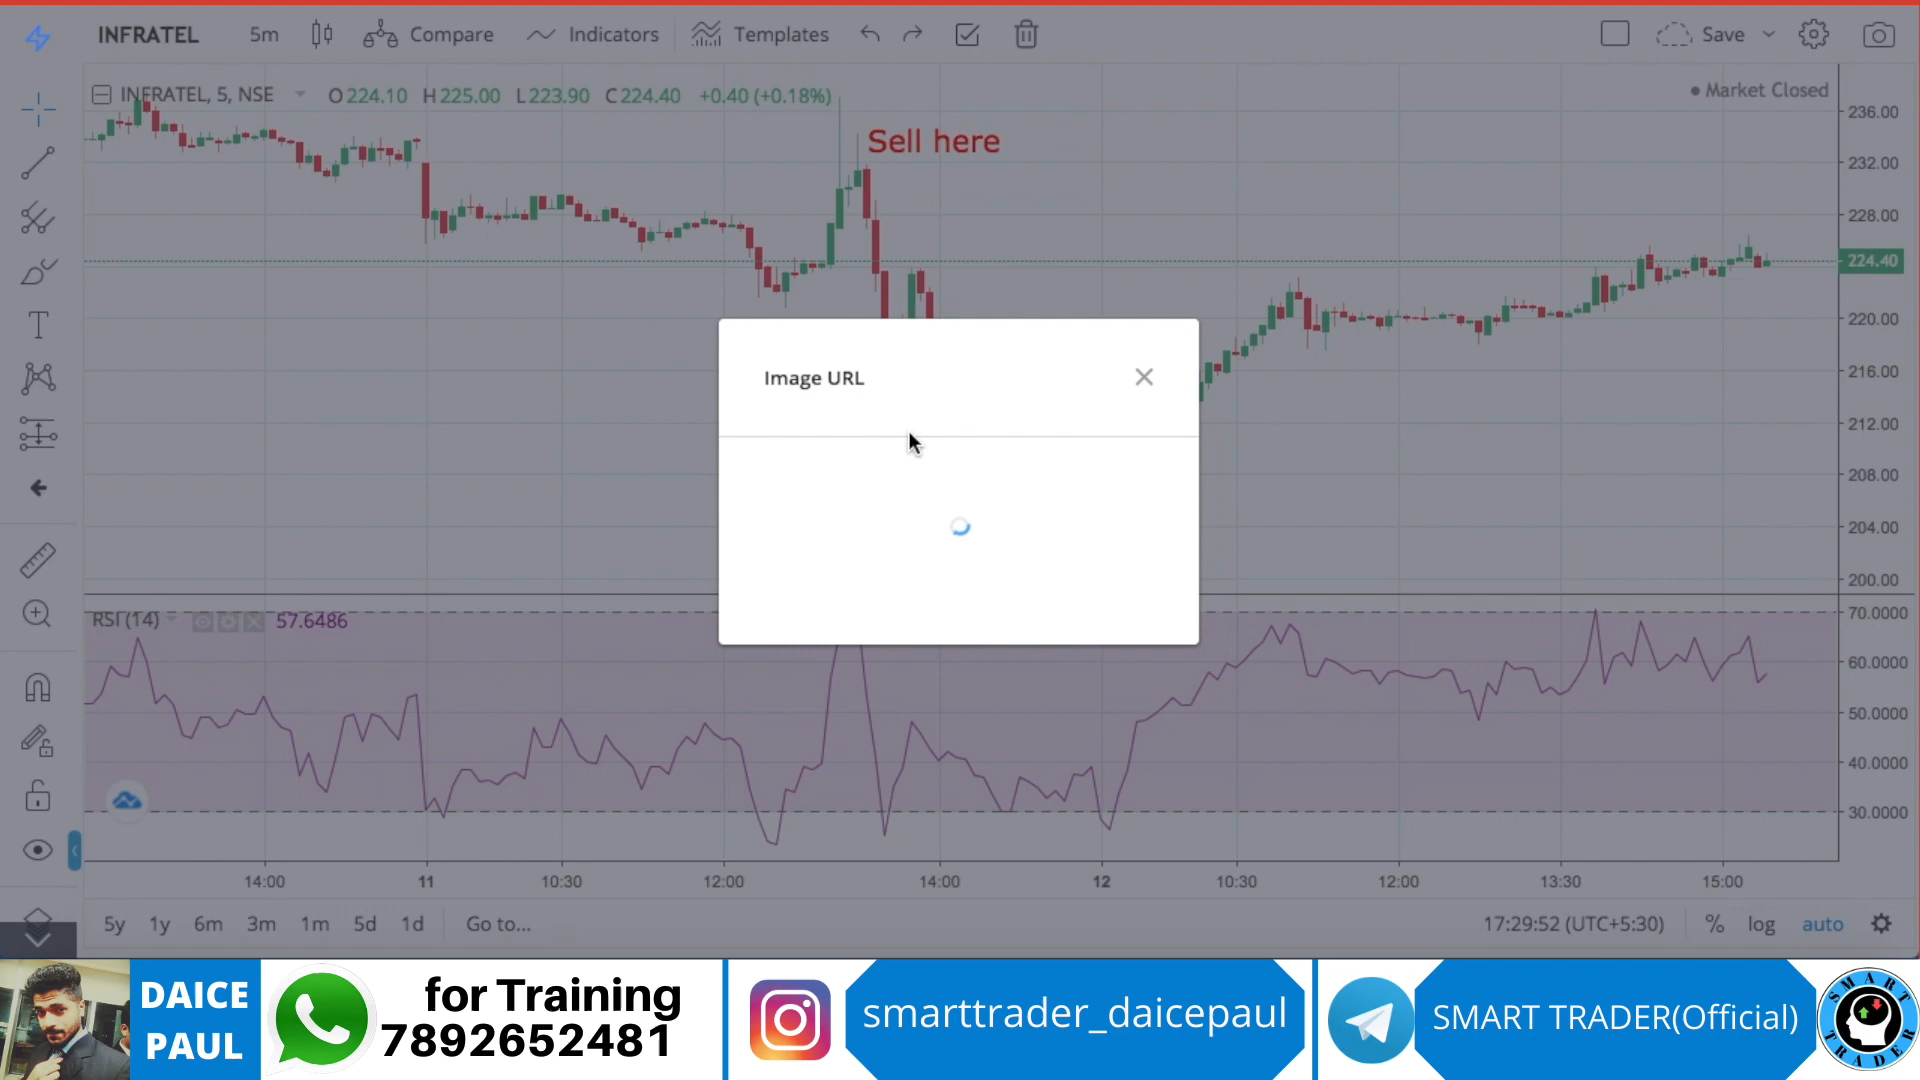 INFRATEL 5m Compare Indicators Templates Save
INFRATEL, 5, NSE O224.10 H225.00 L223.90 C224.40 +0.40 (+0.18%)
Market Closed
Sell here
236.00
232.00
228.00
224.40
220.00
216.00
212.00
208.00
204.00
200.00
Image URL
RSI (14) 57.6486
70.0000
60.0000
50.0000
40.0000
30.0000
14:00 11 10:30 12:00 14:00 12 10:30 12:00 13:30 15:00
5y 1y 6m 3m 1m 5d 1d Go to... 17:29:52 (UTC+5:30) % log auto
DAICE
PAUL
for Training
7892652481
smarttrader_daicepaul
SMART TRADER(Official)
SMART
TRADER